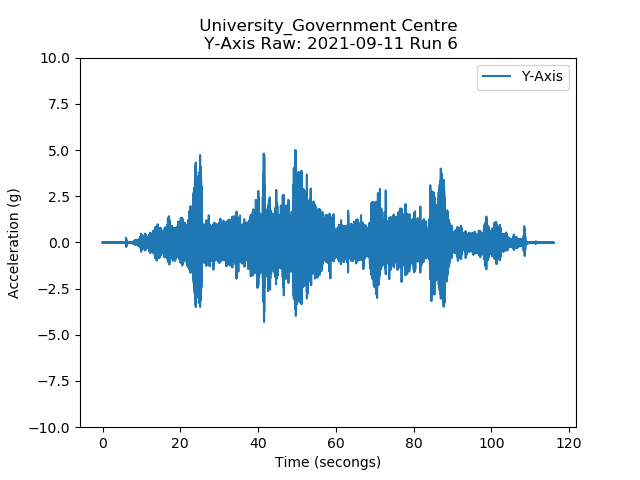 University_Government Centre
Y-Axis Raw: 2021-09-11 Run 6
Y-Axis
10.0
7.5
5.0
2.5
0.0
−2.5
−5.0
−7.5
−10.0
Acceleration (g)
0 20 40 60 80 100 120
Time (secongs)